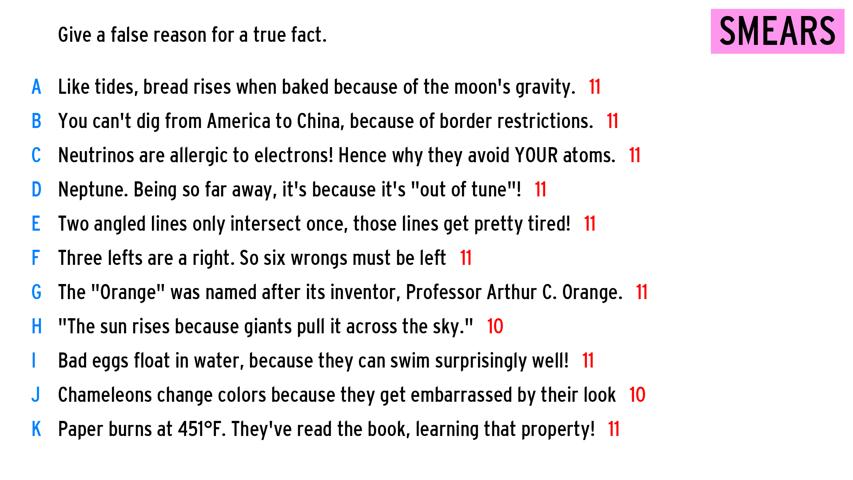 Give a false reason for a true fact.
SMEARS
A Like tides, bread rises when baked because of the moon's gravity. 11
B You can't dig from America to China, because of border restrictions. 11
C Neutrinos are allergic to electrons! Hence why they avoid YOUR atoms. 11
D Neptune. Being so far away, it's because it's "out of tune"! 11
E Two angled lines only intersect once, those lines get pretty tired! 11
F Three lefts are a right. So six wrongs must be left 11
G The "Orange" was named after its inventor, Professor Arthur C. Orange. 11
H "The sun rises because giants pull it across the sky." 10
I Bad eggs float in water, because they can swim surprisingly well! 11
J Chameleons change colors because they get embarrassed by their look 10
K Paper burns at 451°F. They've read the book, learning that property! 11